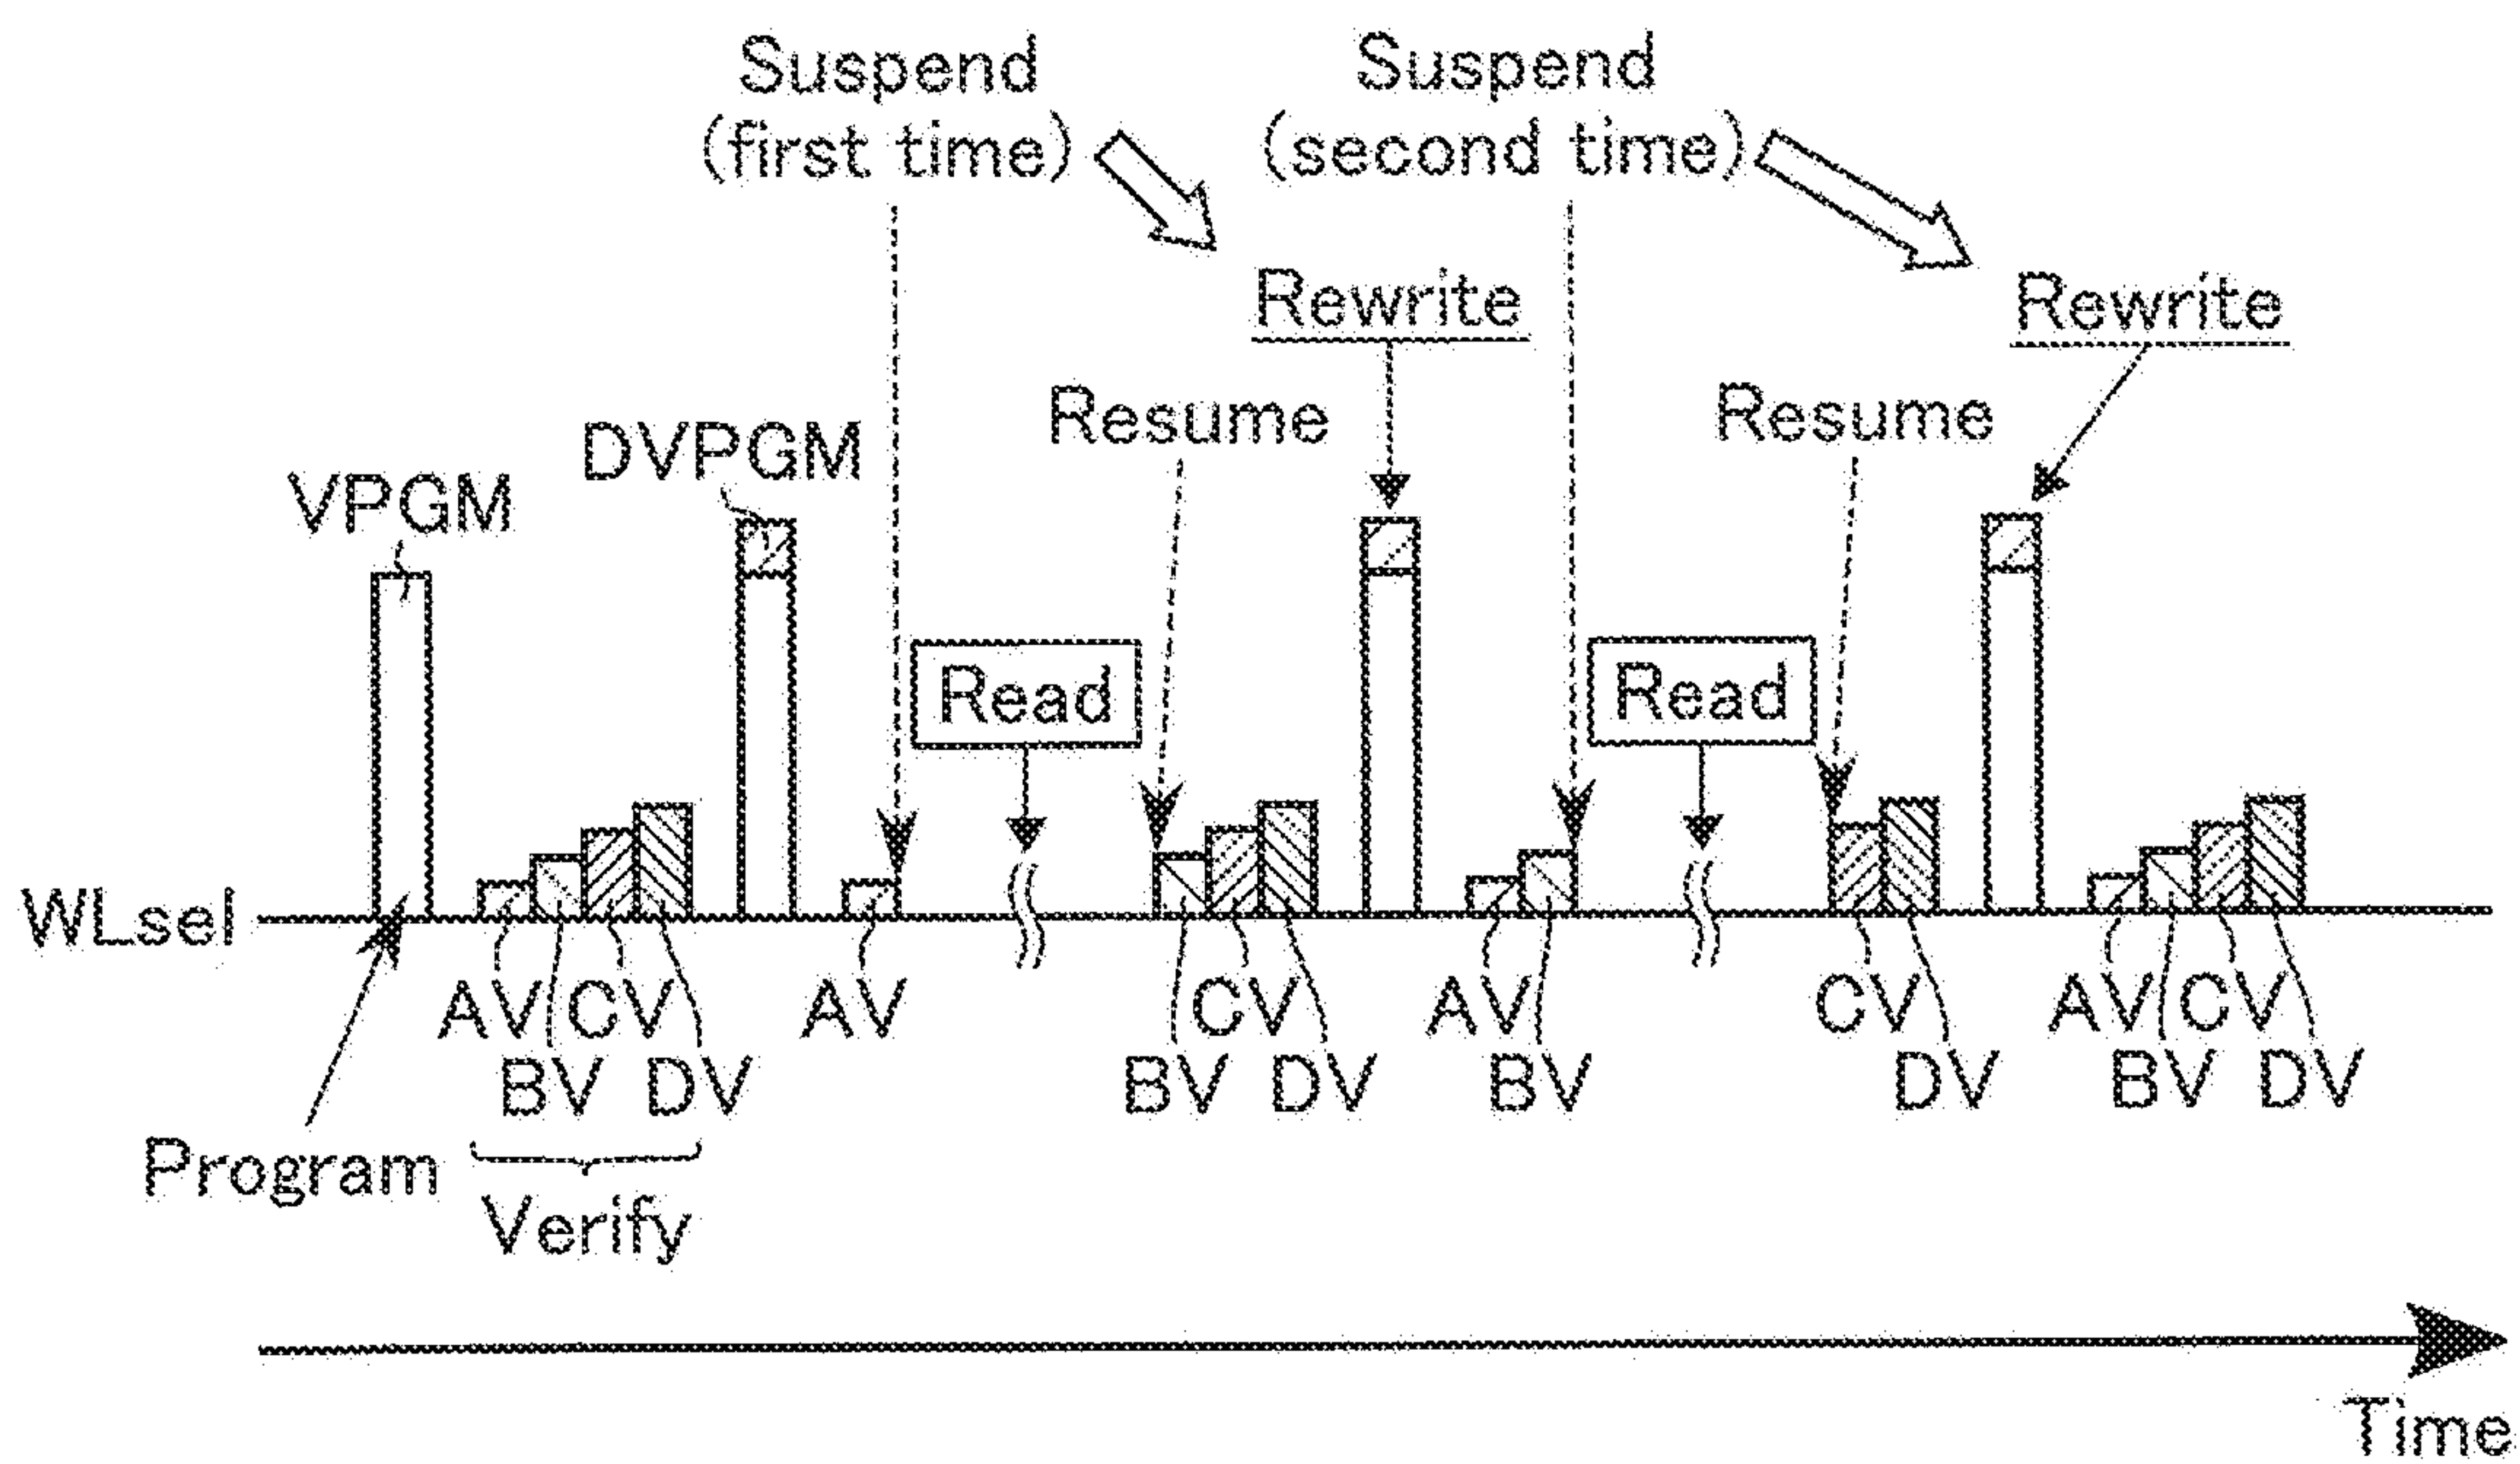 Suspend
(first time)
Suspend
(second time)
Rewrite
Rewrite
Resume
Resume
DVPGM
VPGM
Read
Read
WLsel
AV CV AV CV AV CV AV CV
BV DV BV DV BV DV BV DV
Program
Verify
Time